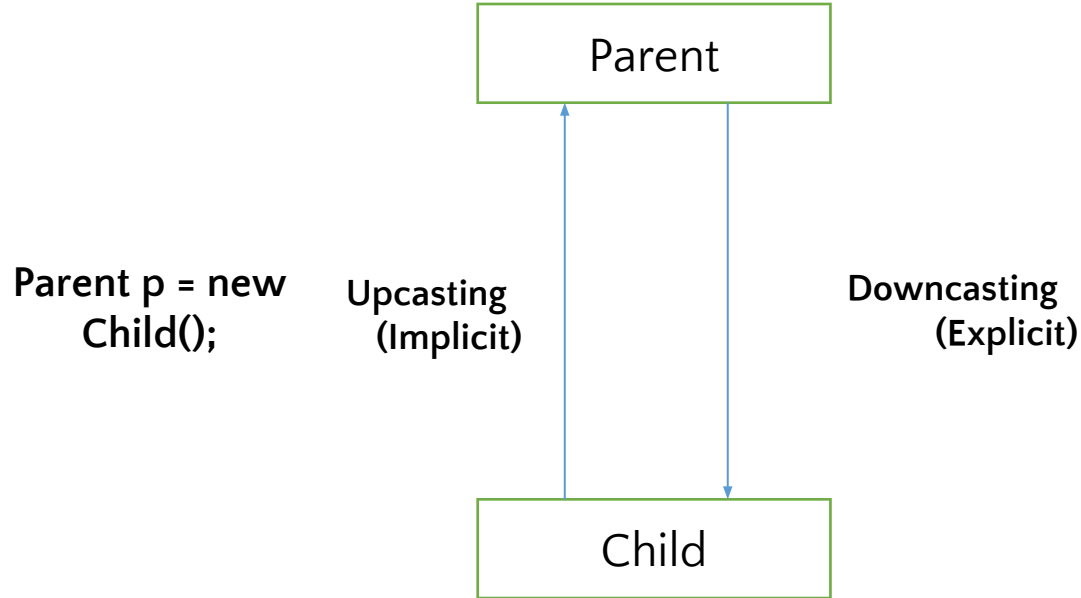 Parent
Parent p = new
Child();
Upcasting
(Implicit)
Downcasting
(Explicit)
Child